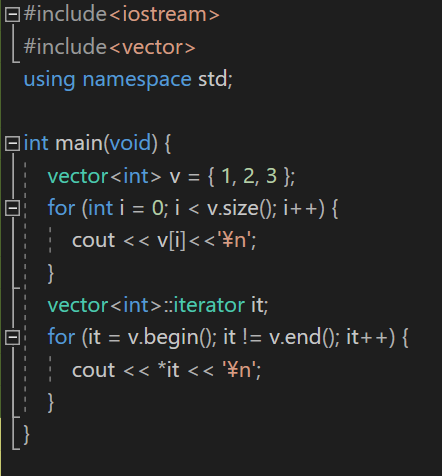 #include<iostream>
#include<vector>
using namespace std;
int main(void) {
vector<int> v = { 1, 2, 3 };
for (int i = 0; i < v.size(); i++) {
cout << v[i]<<'¥n';
}
vector<int>::iterator it;
for (it = v.begin(); it != v.end(); it++) {
cout << *it << '¥n';
}
}